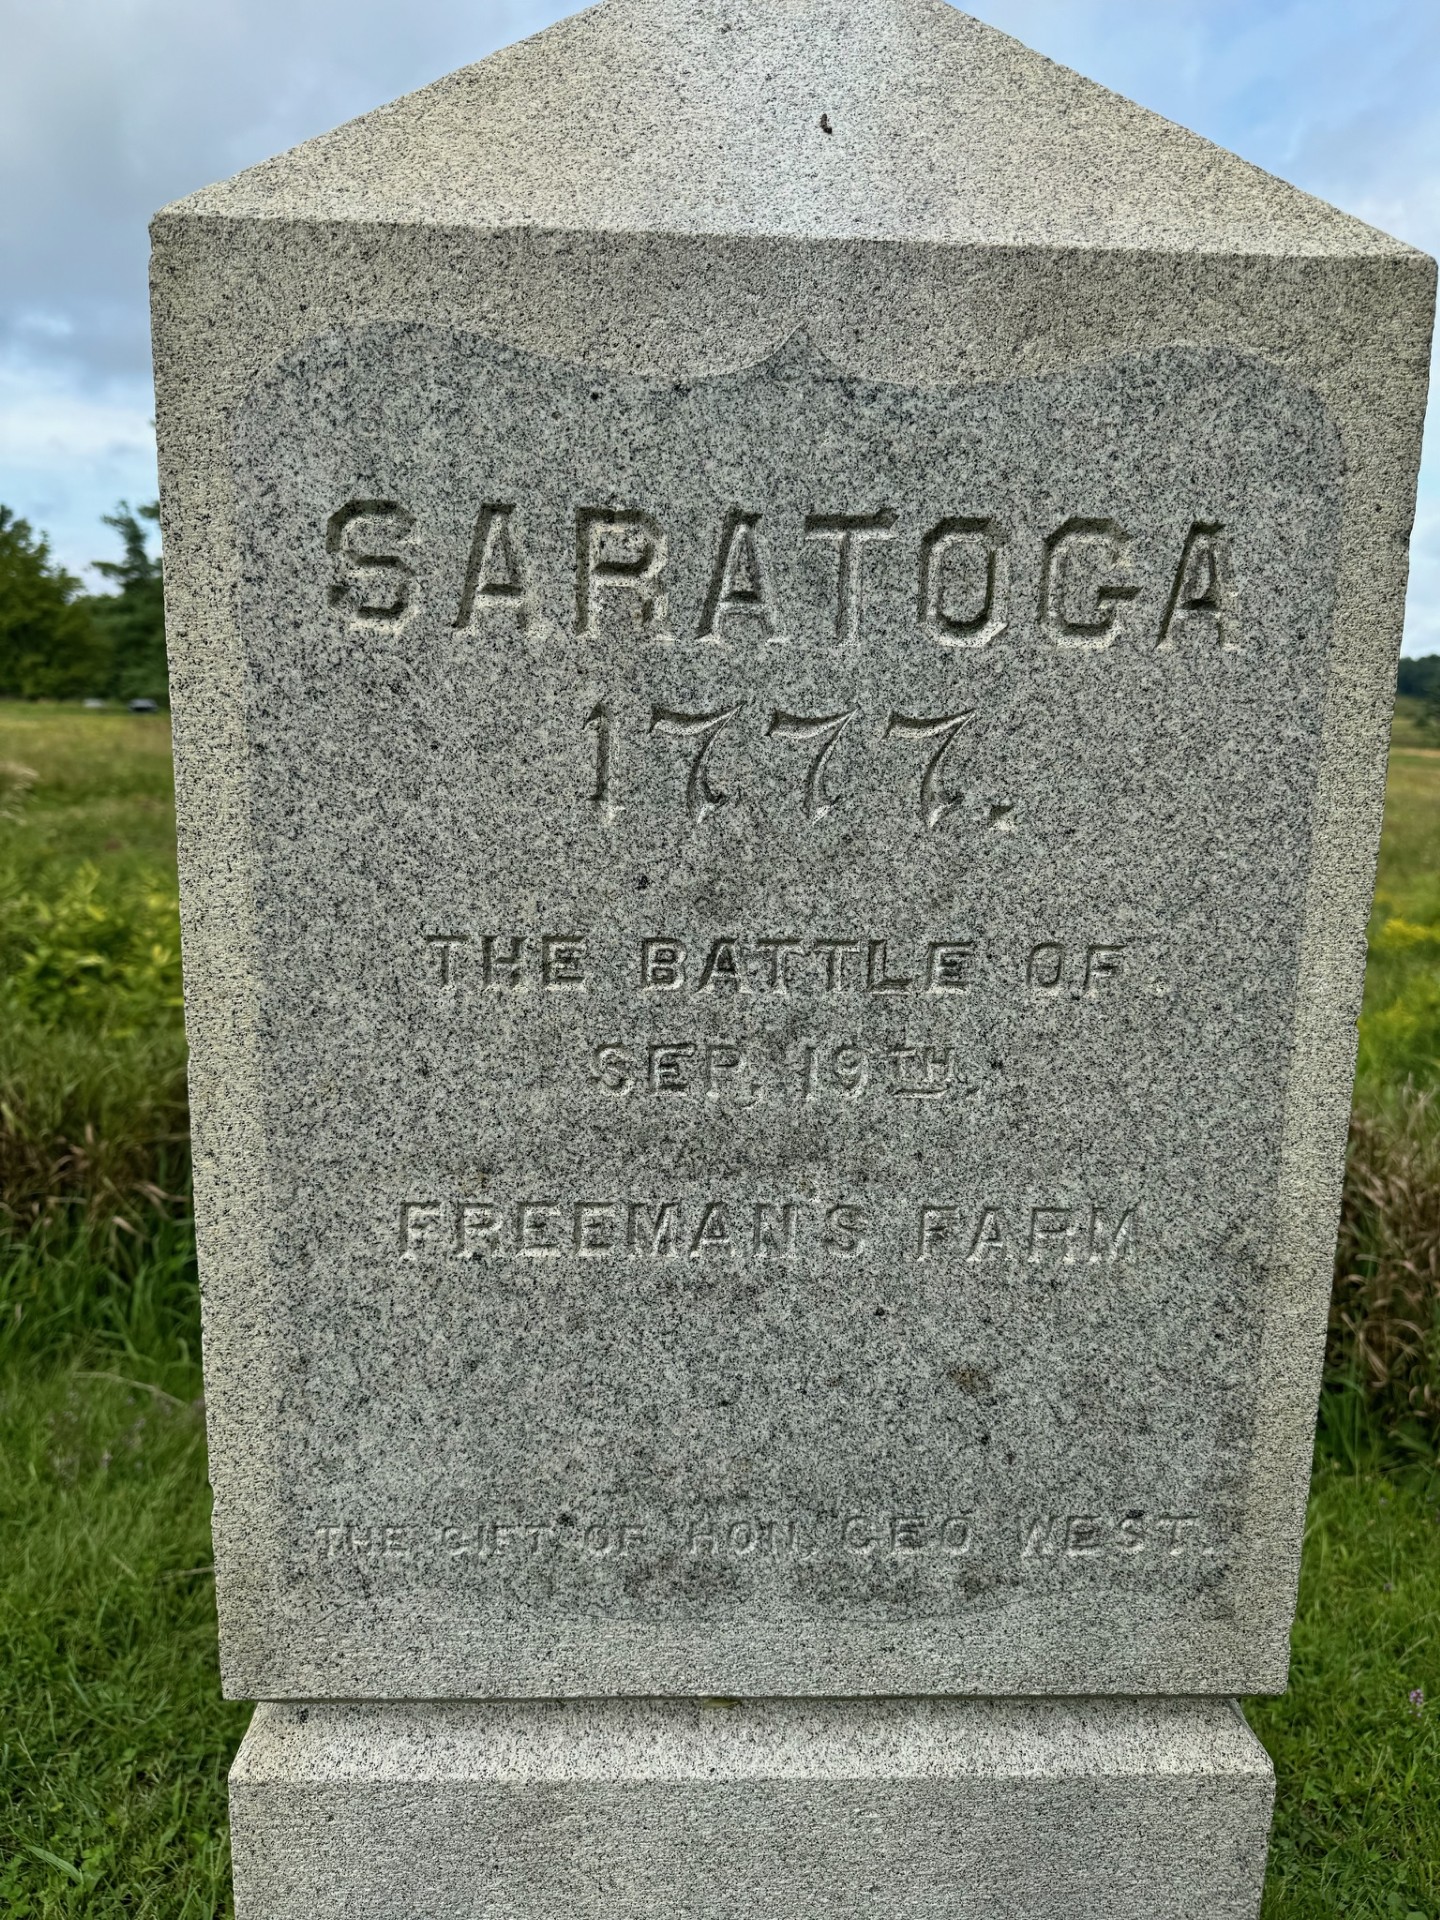 SARATOGA
1777.
THE BATTLE OF
SEP. 19TH.
FREEMAN'S FARM
THE GIFT OF HON. GEO WEST.